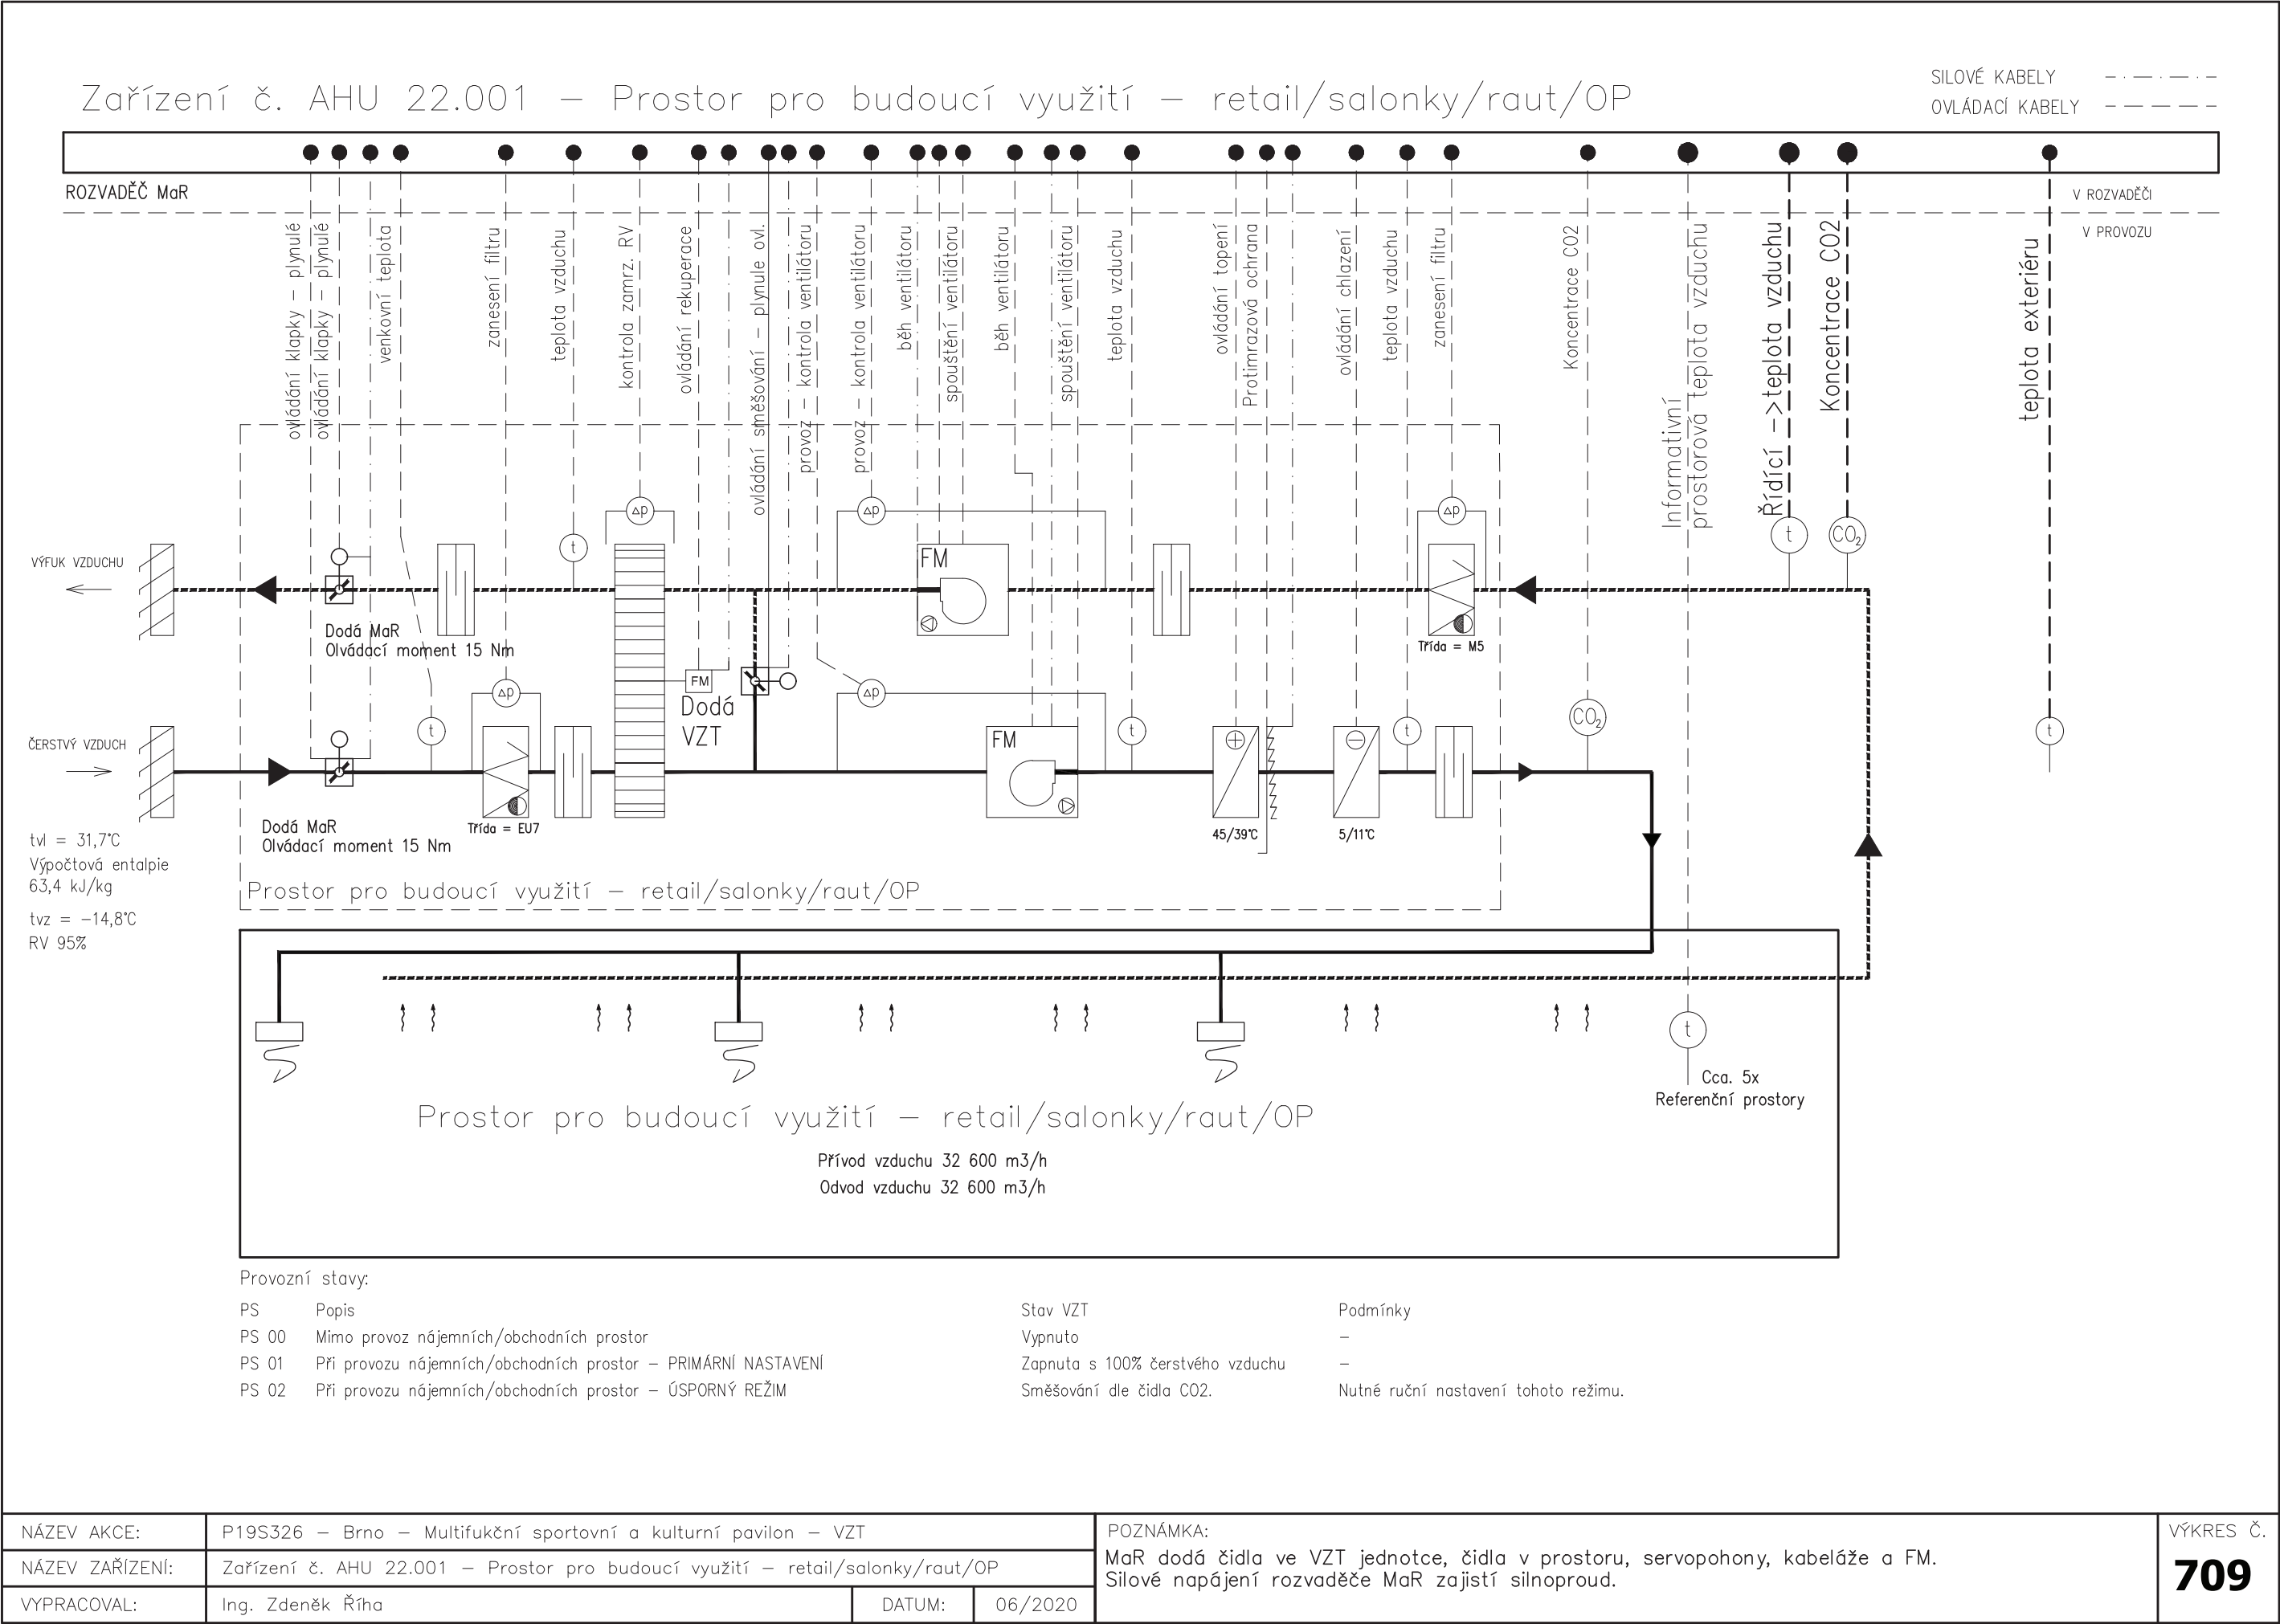 Zařízení č. AHU 22.001 – Prostor pro budoucí využití – retail/salonky/raut/OP
SILOVÉ KABELY
OVLÁDACÍ KABELY
ROZVADĚČ MaR
V ROZVADĚČI
V PROVOZU
ovládání klapky – plynulé
ovládání klapky – plynulé
venkovní teplota
zanesení filtru
teplota vzduchu
kontrola zamrz. RV
ovládání rekuperace
ovládání směšování – plynule ovl.
provoz – kontrola ventilátoru
provoz – kontrola ventilátoru
běh ventilátoru
spouštění ventilátoru
běh ventilátoru
spouštění ventilátoru
teplota vzduchu
ovládání topení
Protimrazová ochrana
ovládání chlazení
teplota vzduchu
zanesení filtru
Koncentrace CO2
Informativní
prostorová teplota vzduchu
Řídící ->teplota vzduchu
Koncentrace CO2
teplota exteriéru
Δp
Δp
Δp
t
t
CO2
VÝFUK VZDUCHU
FM
Dodá MaR
Olvádací moment 15 Nm
Třída = M5
Δp
FM
Δp
Dodá
VZT
CO2
t
t
t
t
ČERSTVÝ VZDUCH
FM
Dodá MaR
Olvádací moment 15 Nm
Třída = EU7
45/39°C
5/11°C
tvl = 31,7°C
Výpočtová entalpie
63,4 kJ/kg
tvz = –14,8°C
RV 95%
Prostor pro budoucí využití – retail/salonky/raut/OP
t
Cca. 5x
Referenční prostory
Prostor pro budoucí využití – retail/salonky/raut/OP
Přívod vzduchu 32 600 m3/h
Odvod vzduchu 32 600 m3/h
Provozní stavy:
PS Popis Stav VZT Podmínky
PS 00 Mimo provoz nájemních/obchodních prostor Vypnuto –
PS 01 Při provozu nájemních/obchodních prostor – PRIMÁRNÍ NASTAVENÍ Zapnuta s 100% čerstvého vzduchu –
PS 02 Při provozu nájemních/obchodních prostor – ÚSPORNÝ REŽIM Směšování dle čidla CO2. Nutné ruční nastavení tohoto režimu.
NÁZEV AKCE: P19S326 – Brno – Multifukční sportovní a kulturní pavilon – VZT
NÁZEV ZAŘÍZENÍ: Zařízení č. AHU 22.001 – Prostor pro budoucí využití – retail/salonky/raut/OP
VYPRACOVAL: Ing. Zdeněk Říha DATUM: 06/2020
POZNÁMKA:
MaR dodá čidla ve VZT jednotce, čidla v prostoru, servopohony, kabeláže a FM.
Silové napájení rozvaděče MaR zajistí silnoproud.
VÝKRES Č.
709